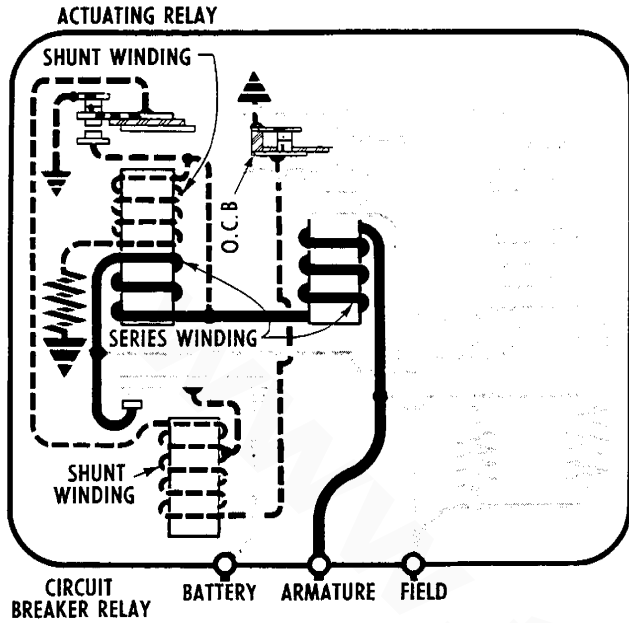 ACTUATING RELAY
SHUNT WINDING
O.C.B
SERIES WINDING
SHUNT
WINDING
CIRCUIT
BREAKER RELAY
BATTERY
ARMATURE
FIELD